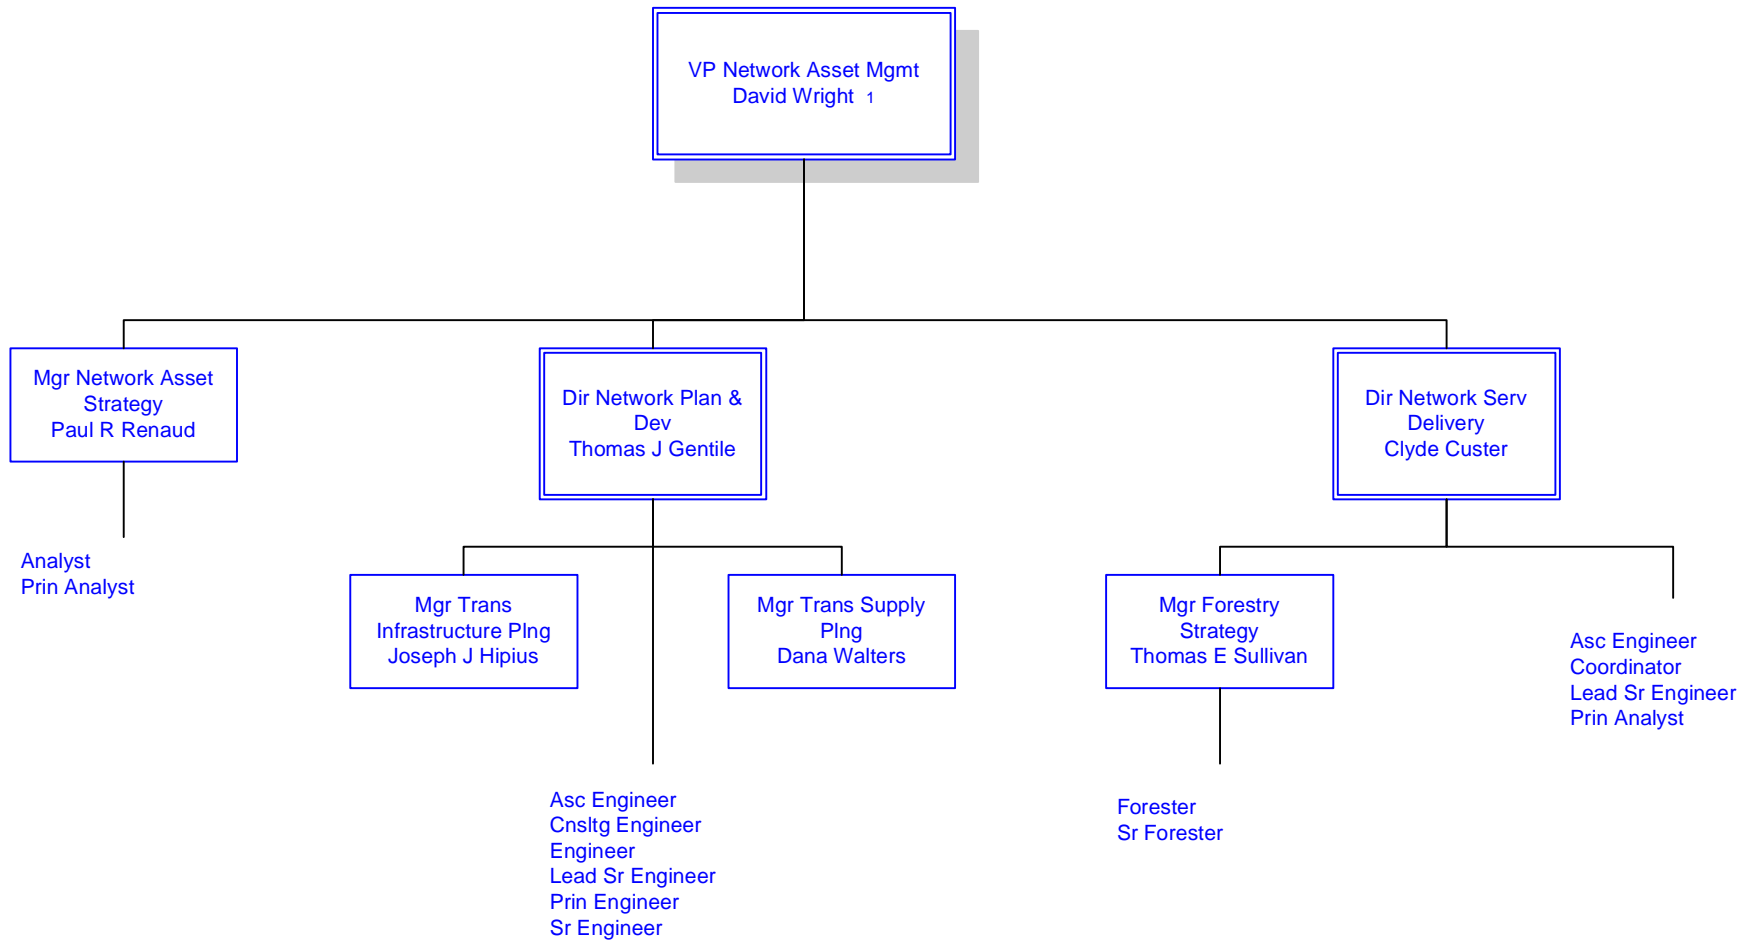 VP Network Asset Mgmt
David Wright 1
Mgr Network Asset
Strategy
Paul R Renaud
Dir Network Plan &
Dev
Thomas J Gentile
Dir Network Serv
Delivery
Clyde Custer
Analyst
Prin Analyst
Mgr Trans
Infrastructure Plng
Joseph J Hipius
Mgr Trans Supply
Plng
Dana Walters
Mgr Forestry
Strategy
Thomas E Sullivan
Asc Engineer
Coordinator
Lead Sr Engineer
Prin Analyst
Asc Engineer
Cnsltg Engineer
Engineer
Lead Sr Engineer
Prin Engineer
Sr Engineer
Forester
Sr Forester